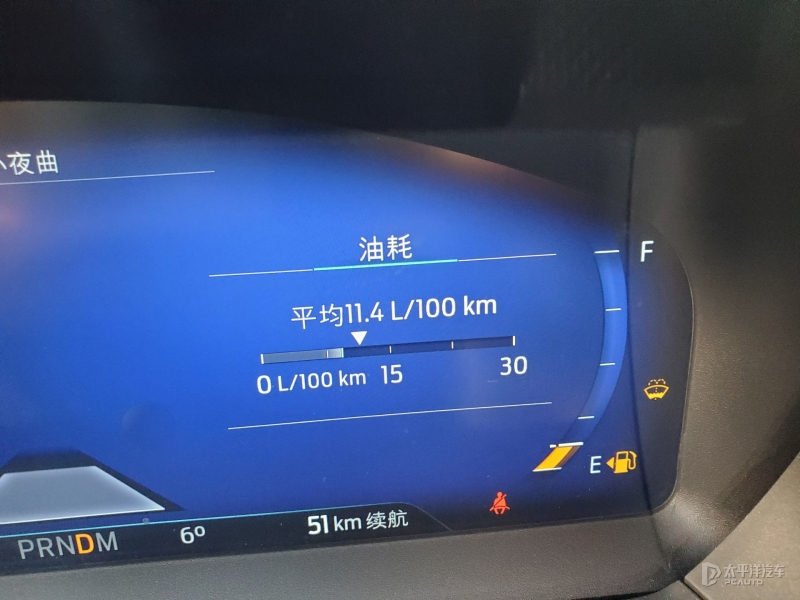 小夜曲
油耗
F
平均11.4 L/100 km
0 L/100 km 15 30
E
PRNDM 6° 51 km 续航
太平洋汽车
PCAUTO